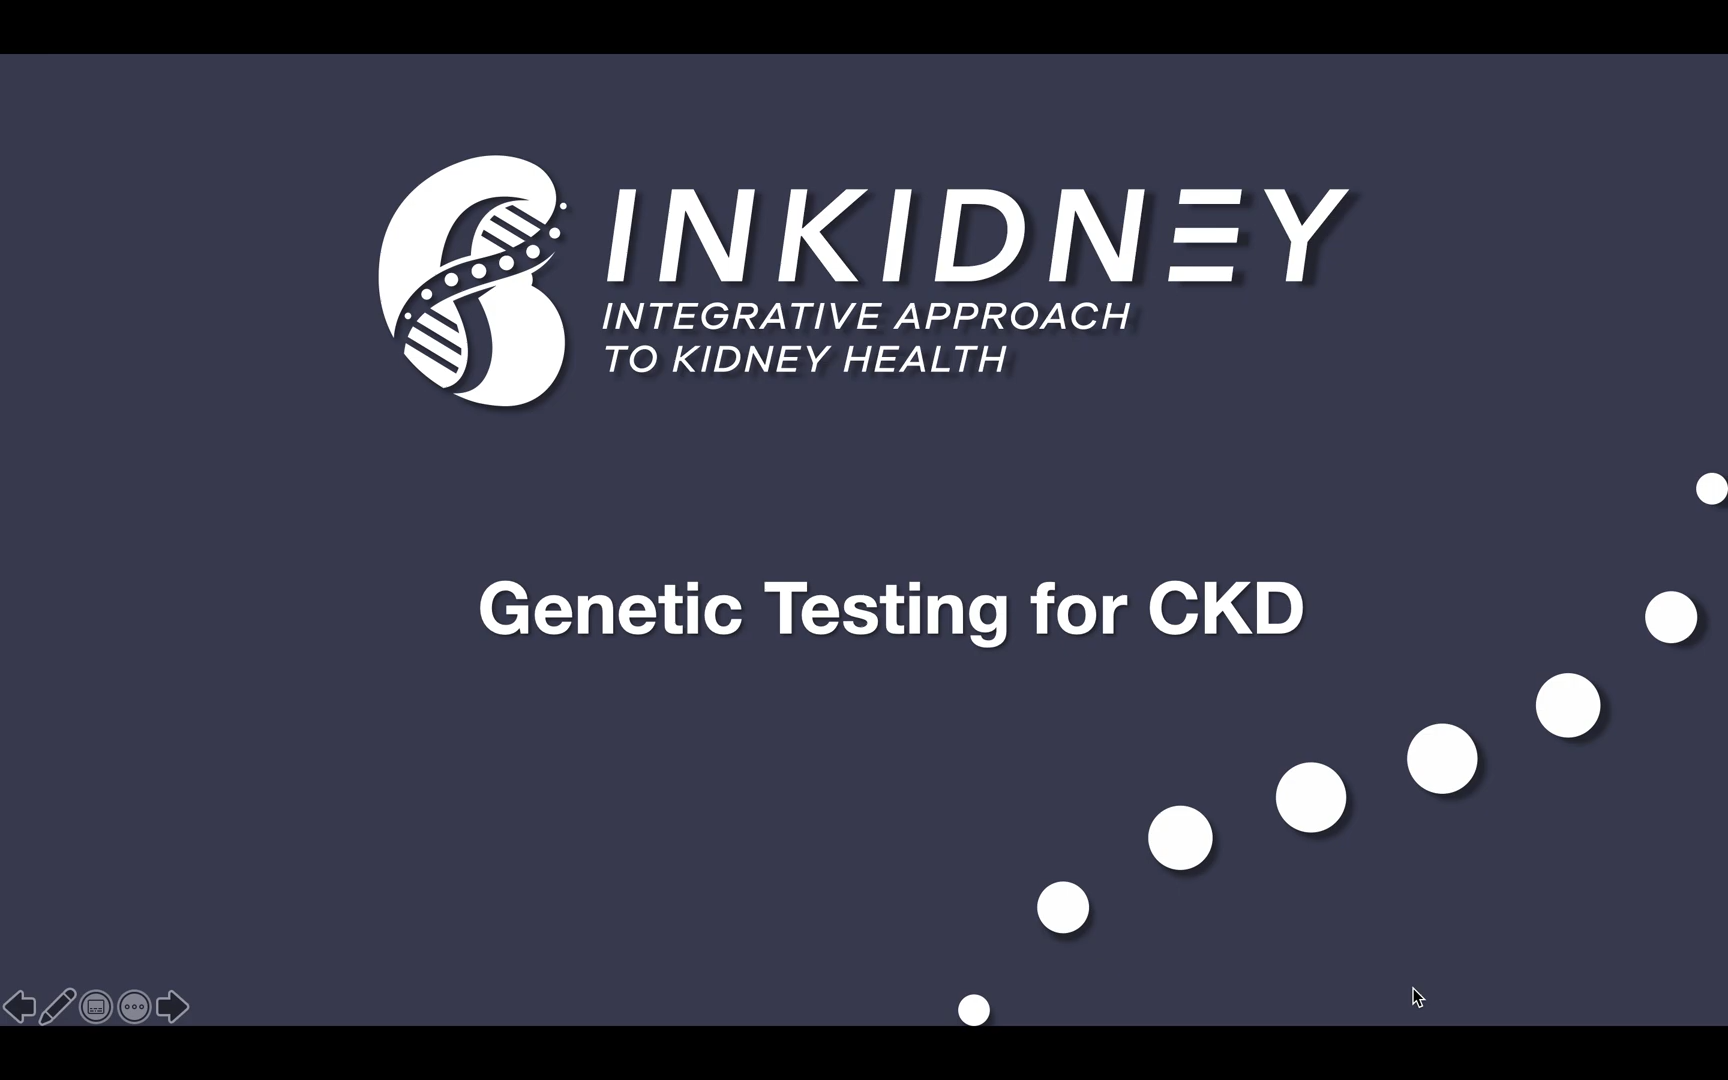 INKIDNEY
INTEGRATIVE APPROACH
TO KIDNEY HEALTH
Genetic Testing for CKD